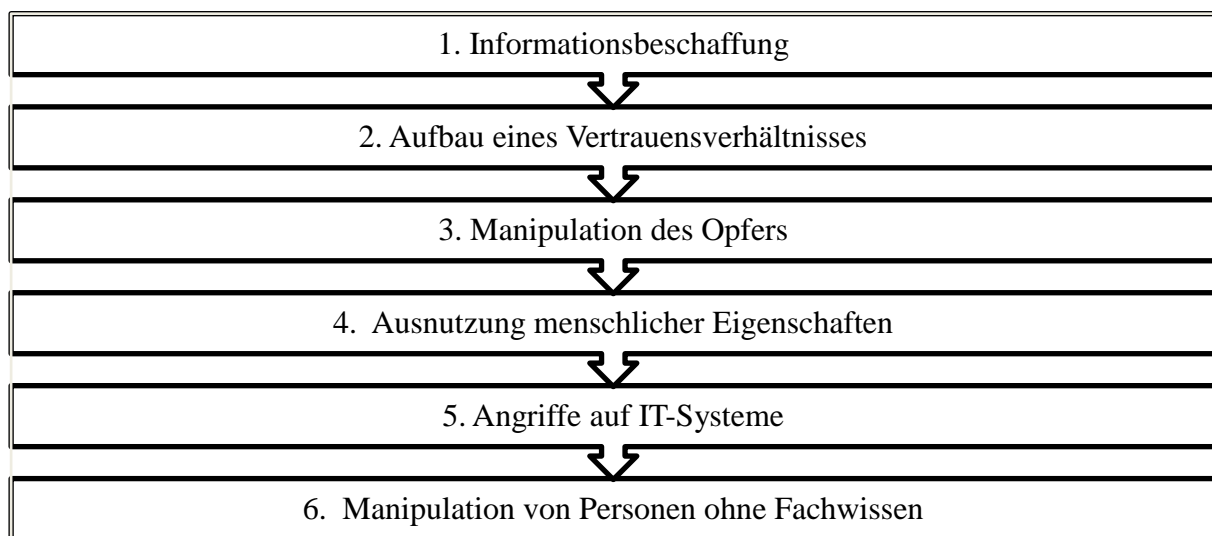 1. Informationsbeschaffung
2. Aufbau eines Vertrauensverhältnisses
3. Manipulation des Opfers
4. Ausnutzung menschlicher Eigenschaften
5. Angriffe auf IT-Systeme
6. Manipulation von Personen ohne Fachwissen